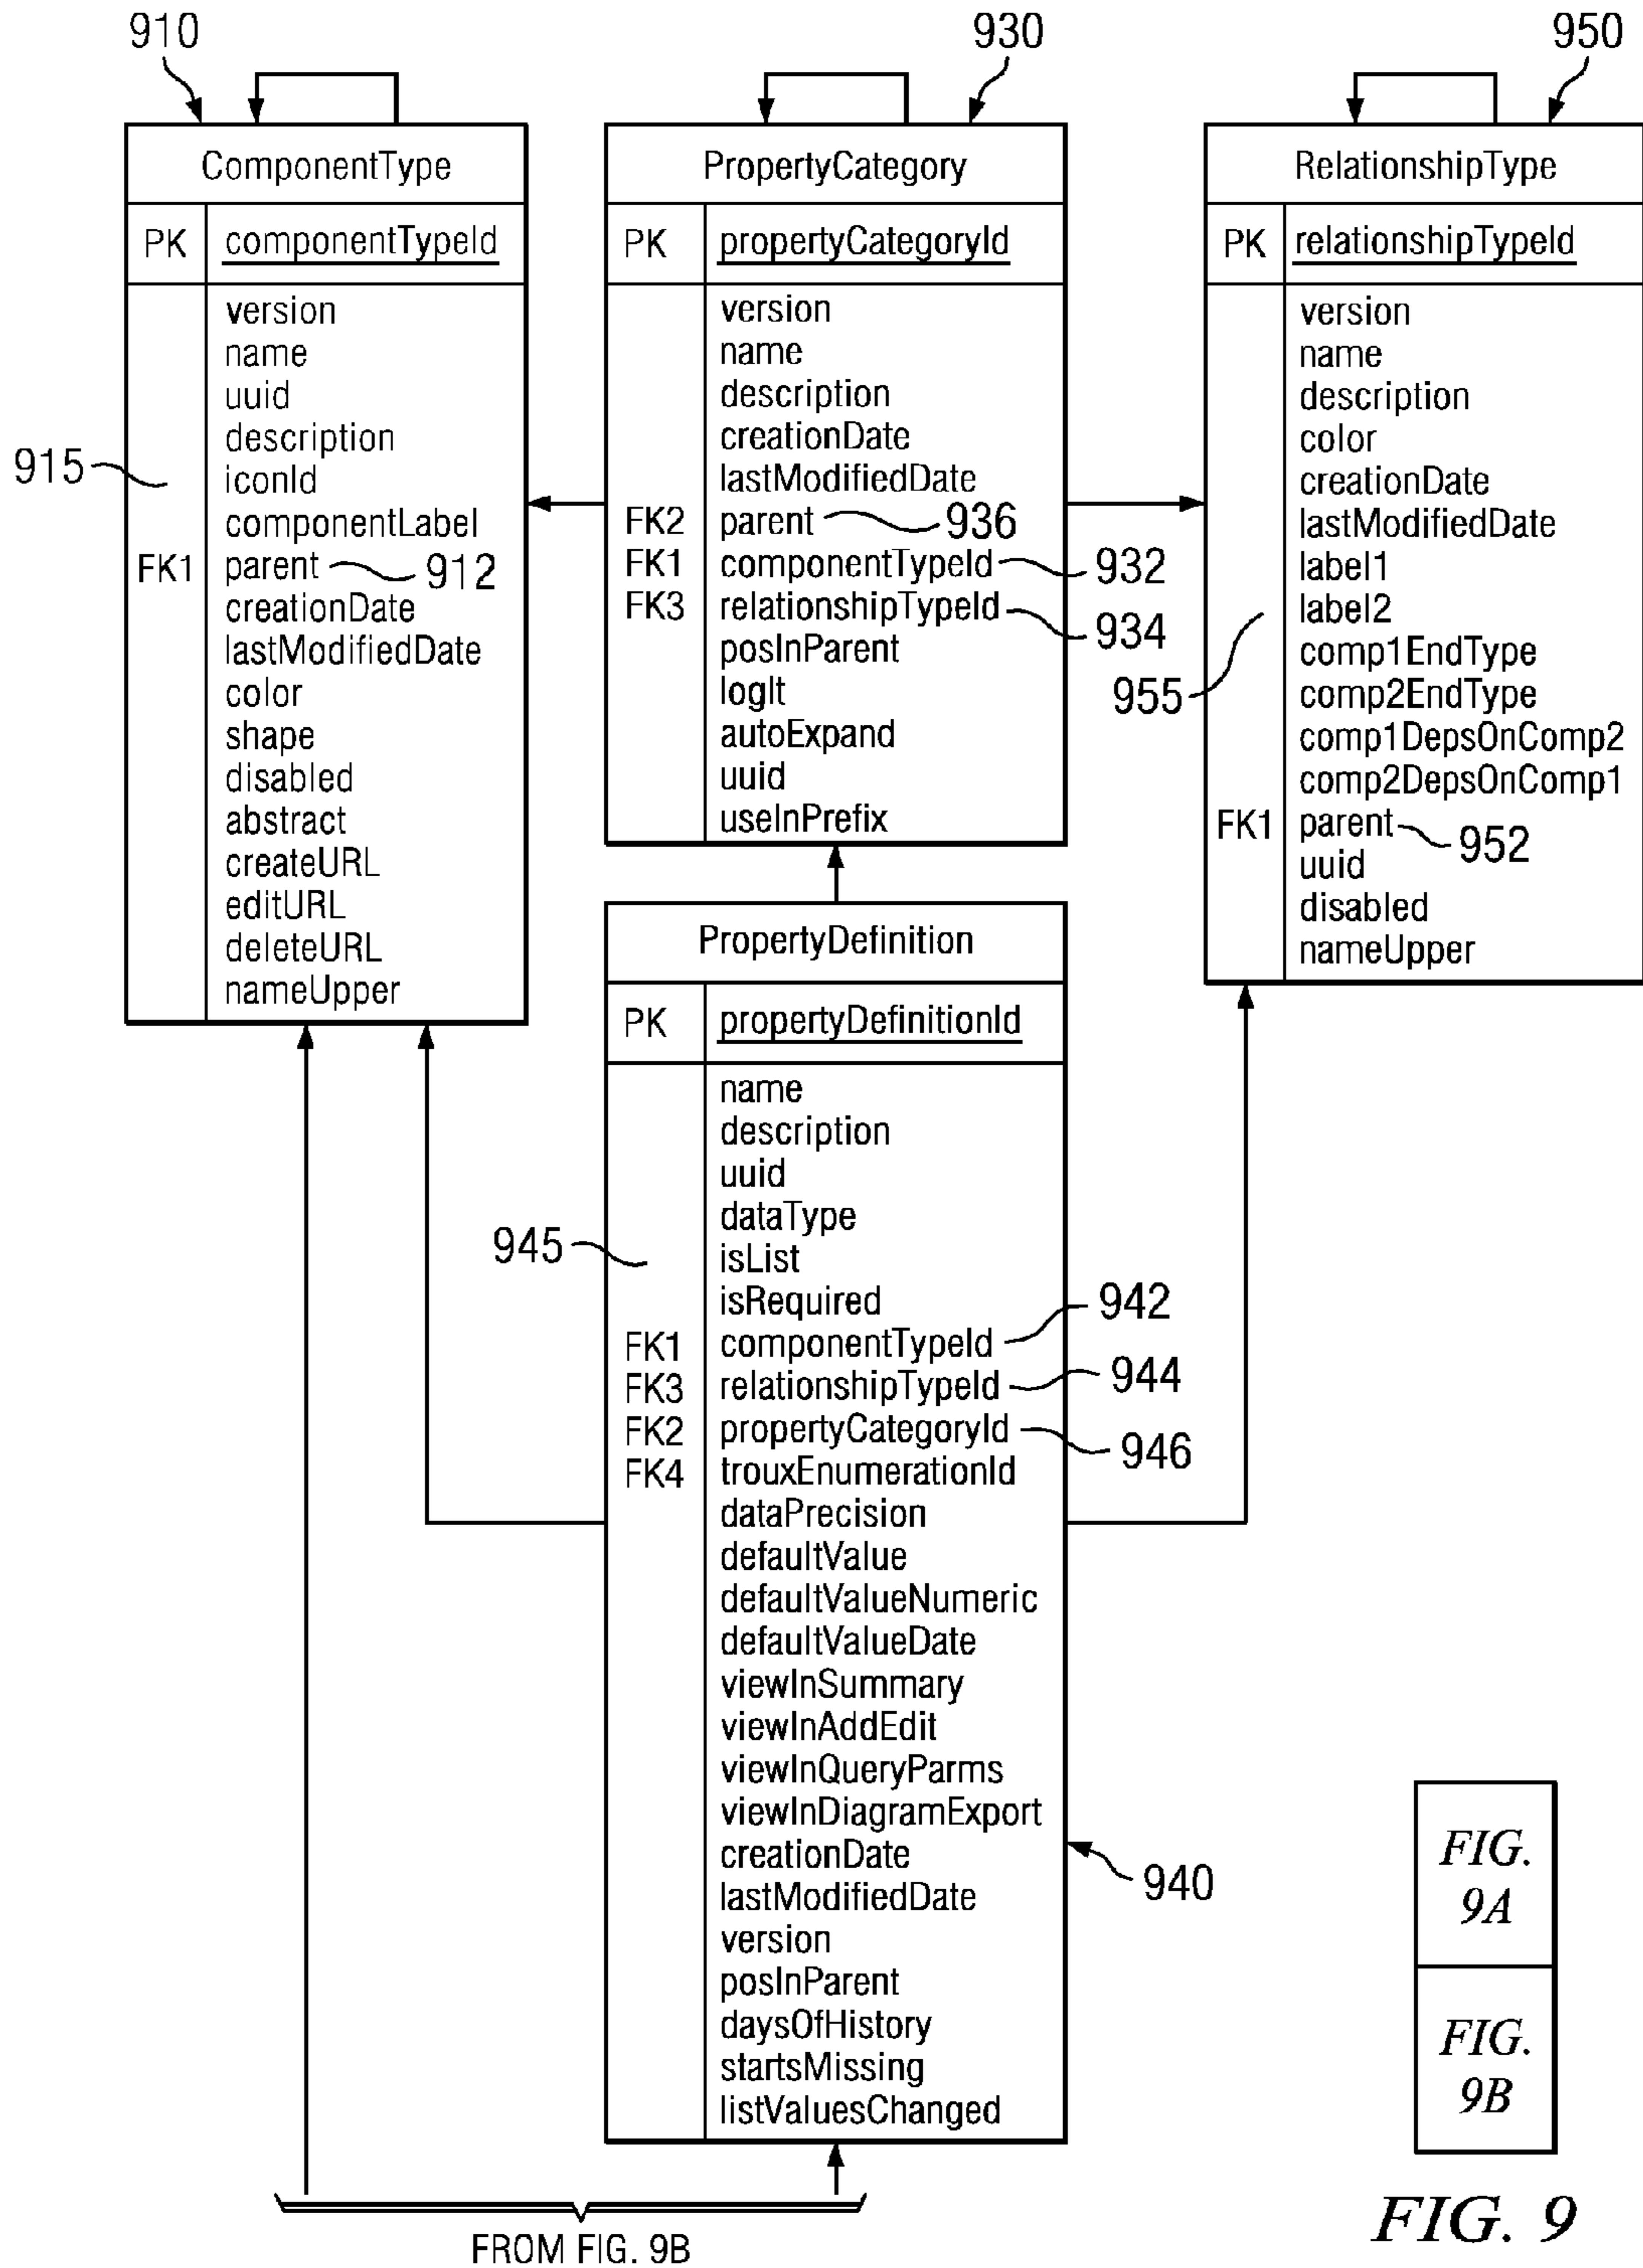 910
930
950
ComponentType
PK componentTypeId
version
name
uuid
description
915
iconId
componentLabel
FK1 parent 912
creationDate
lastModifiedDate
color
shape
disabled
abstract
createURL
editURL
deleteURL
nameUpper
PropertyCategory
PK propertyCategoryId
version
name
description
creationDate
lastModifiedDate
FK2 parent 936
FK1 componentTypeId 932
FK3 relationshipTypeId 934
posInParent
logIt
autoExpand
uuid
useInPrefix
RelationshipType
PK relationshipTypeId
version
name
description
color
creationDate
lastModifiedDate
label1
label2
955
comp1EndType
comp2EndType
comp1DepsOnComp2
comp2DepsOnComp1
FK1 parent 952
uuid
disabled
nameUpper
PropertyDefinition
PK propertyDefinitionId
name
description
uuid
dataType
945
isList
isRequired
FK1 componentTypeId 942
FK3 relationshipTypeId 944
FK2 propertyCategoryId 946
FK4 trouxEnumerationId
dataPrecision
defaultValue
defaultValueNumeric
defaultValueDate
viewInSummary
viewInAddEdit
viewInQueryParms
viewInDiagramExport
creationDate
940
lastModifiedDate
version
posInParent
daysOfHistory
startsMissing
listValuesChanged
FROM FIG. 9B
FIG.
9A
FIG.
9B
FIG. 9